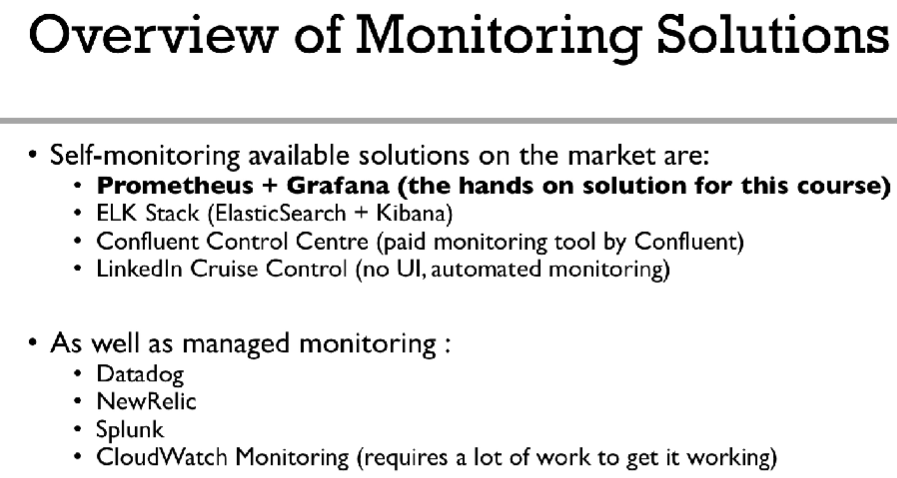 Overview of Monitoring Solutions
• Self-monitoring available solutions on the market are:
• Prometheus + Grafana (the hands on solution for this course)
• ELK Stack (ElasticSearch + Kibana)
• Confluent Control Centre (paid monitoring tool by Confluent)
• LinkedIn Cruise Control (no UI, automated monitoring)
• As well as managed monitoring :
• Datadog
• NewRelic
• Splunk
• CloudWatch Monitoring (requires a lot of work to get it working)